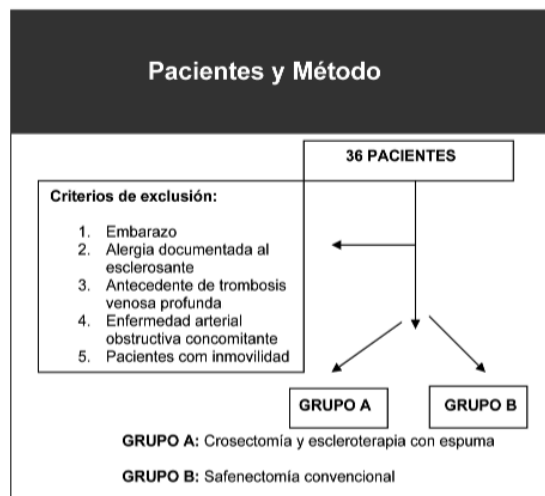 Pacientes y Método
36 PACIENTES
Criterios de exclusión:
1. Embarazo
2. Alergia documentada al
esclerosante
3. Antecedente de trombosis
venosa profunda
4. Enfermedad arterial
obstructiva concomitante
5. Pacientes com inmovilidad
GRUPO A
GRUPO B
GRUPO A: Crosectomía y escleroterapia con espuma
GRUPO B: Safenectomía convencional